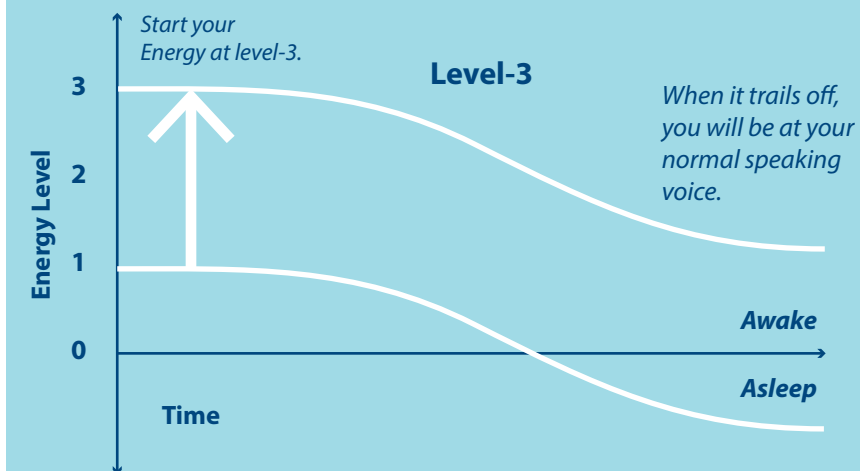 Start your
Energy at level-3.
Level-3
When it trails off,
you will be at your
normal speaking
voice.
Energy Level
3
2
1
0
Awake
Asleep
Time